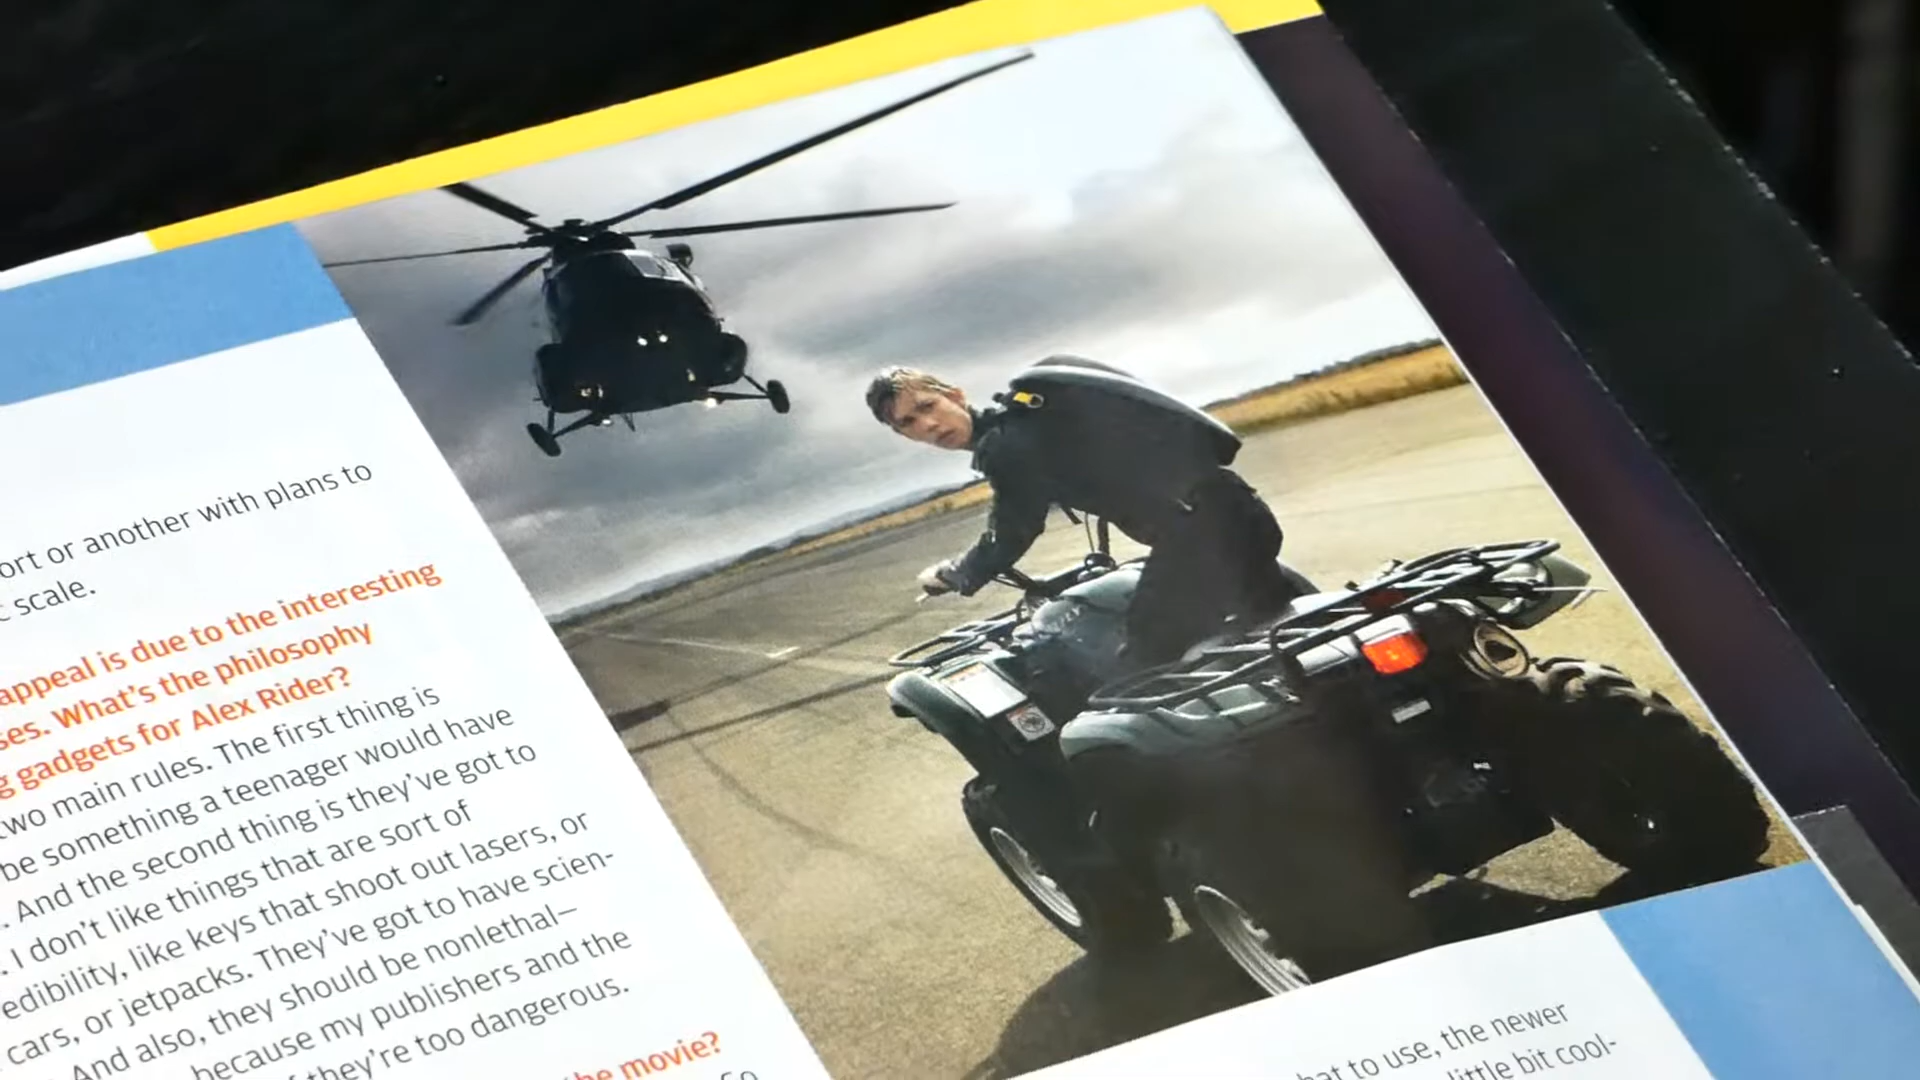 ort or another with plans to
scale.
appeal is due to the interesting
ses. What's the philosophy
g gadgets for Alex Rider?
two main rules. The first thing is
be something a teenager would have
. And the second thing is they've got to
. I don't like things that are sort of
edibility, like keys that shoot out lasers, or
cars, or jetpacks. They've got to have scien-
And also, they should be nonlethal—
because my publishers and the
they're too dangerous.
he movie?
So
hat to use, the newer
little bit cool-